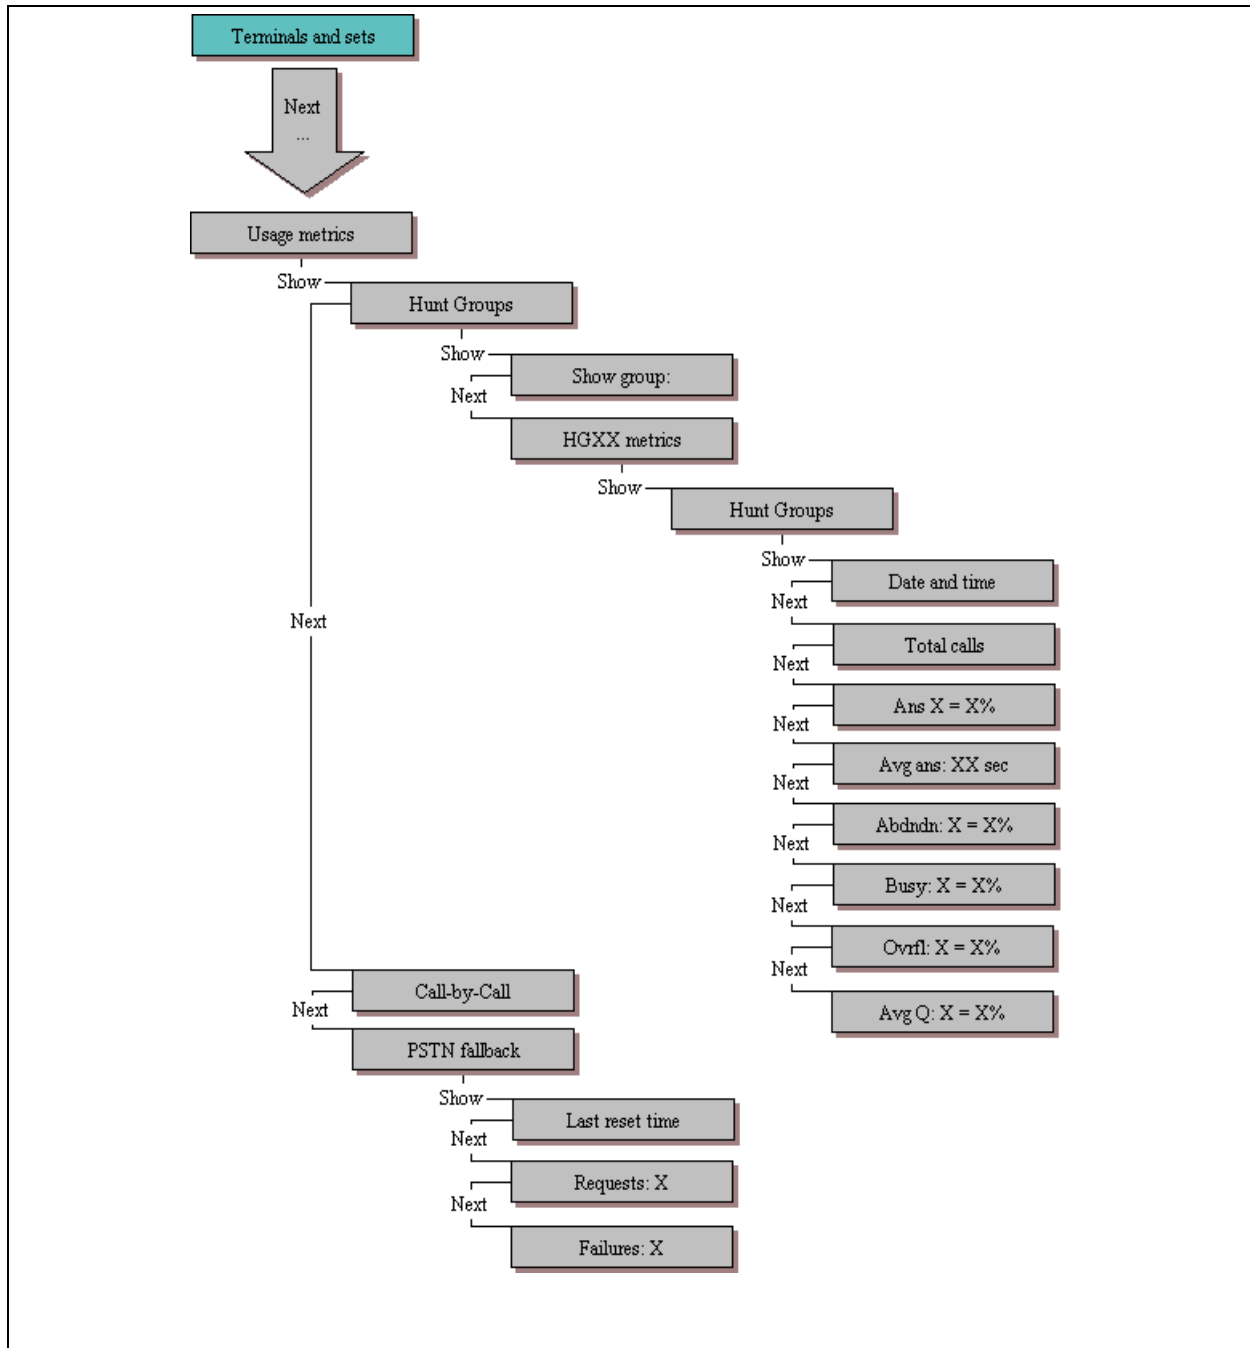 Terminals and sets
Next
...
Usage metrics
Show
Hunt Groups
Show
Show group:
Next
HGXX metrics
Show
Hunt Groups
Show
Date and time
Next
Total calls
Next
Ans X = X%
Next
Avg ans: XX sec
Next
Abdndn: X = X%
Next
Busy: X = X%
Next
Ovrfl: X = X%
Next
Avg Q: X = X%
Next
Call-by-Call
Next
PSTN fallback
Show
Last reset time
Next
Requests: X
Next
Failures: X